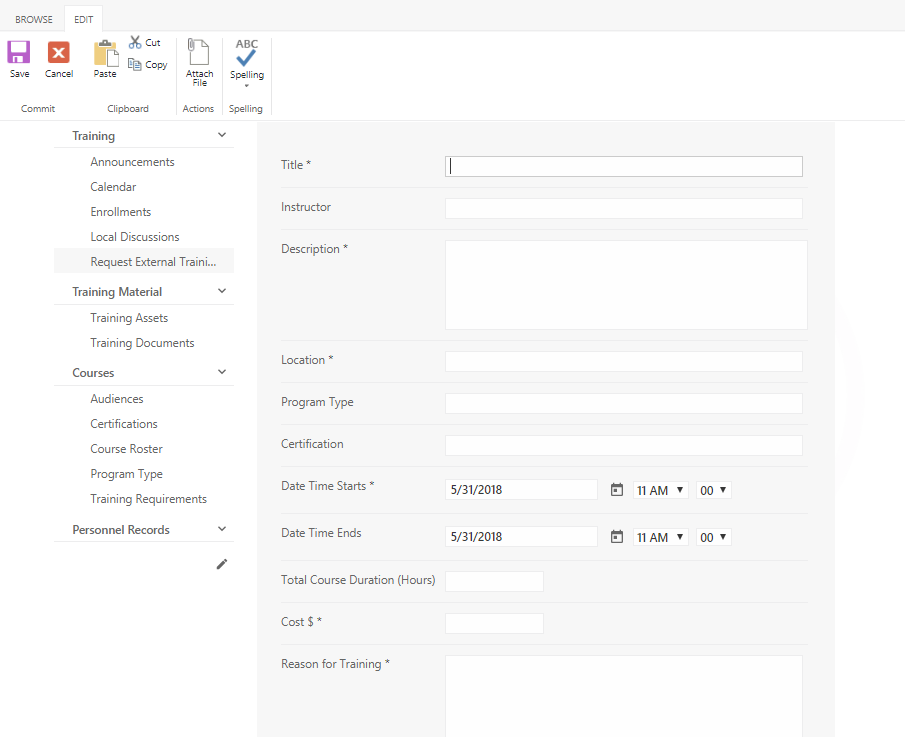 BROWSE EDIT
Save Cancel Paste Cut Copy Attach File ABC Spelling
Commit Clipboard Actions Spelling
Training
Announcements
Calendar
Enrollments
Local Discussions
Request External Traini...
Training Material
Training Assets
Training Documents
Courses
Audiences
Certifications
Course Roster
Program Type
Training Requirements
Personnel Records
Title *
Instructor
Description *
Location *
Program Type
Certification
Date Time Starts * 5/31/2018 11 AM 00
Date Time Ends 5/31/2018 11 AM 00
Total Course Duration (Hours)
Cost $ *
Reason for Training *